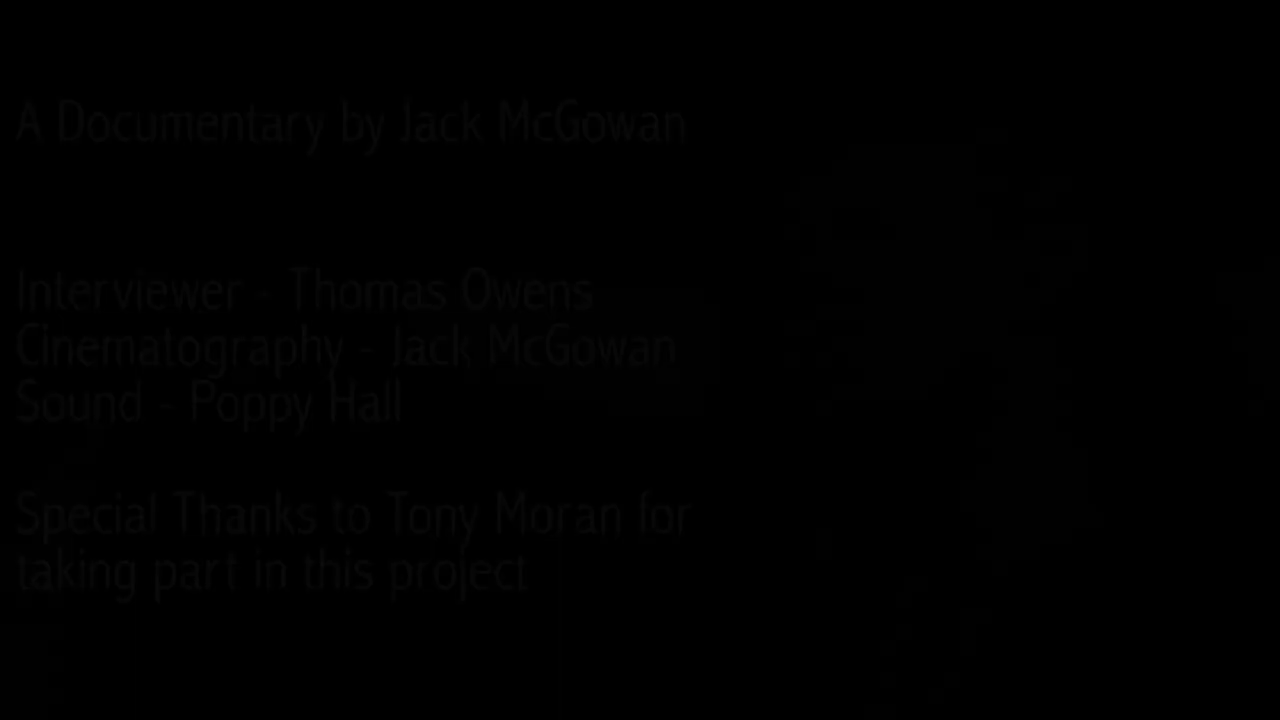 A Documentary by Jack McGowan
Interviewer - Thomas Owens
Cinematography - Jack McGowan
Sound - Poppy Hall
Special Thanks to Tony Moran for
taking part in this project